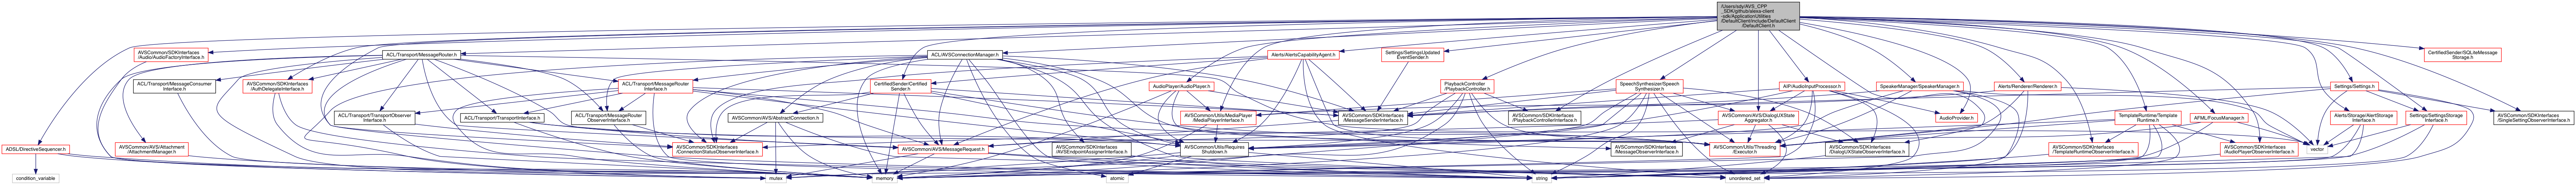 /Users/sdy/AVS_CPP
_SDK/github/alexa-client
-sdk/ApplicationUtilities
/DefaultClient/include/DefaultClient
/DefaultClient.h
AVSCommon/SDKInterfaces
/Audio/AudioFactoryInterface.h
ACL/Transport/MessageRouter.h
ACL/AVSConnectionManager.h
Alerts/AlertsCapabilityAgent.h
Settings/SettingsUpdated
EventSender.h
CertifiedSender/SQLiteMessage
Storage.h
ACL/Transport/MessageConsumer
Interface.h
AVSCommon/SDKInterfaces
/AuthDelegateInterface.h
ACL/Transport/MessageRouter
Interface.h
CertifiedSender/Certified
Sender.h
AudioPlayer/AudioPlayer.h
PlaybackController
/PlaybackController.h
SpeechSynthesizer/Speech
Synthesizer.h
AIP/AudioInputProcessor.h
SpeakerManager/SpeakerManager.h
Alerts/Renderer/Renderer.h
Settings/Settings.h
ACL/Transport/TransportObserver
Interface.h
ACL/Transport/TransportInterface.h
ACL/Transport/MessageRouter
ObserverInterface.h
AVSCommon/AVS/AbstractConnection.h
AVSCommon/Utils/MediaPlayer
/MediaPlayerInterface.h
AVSCommon/SDKInterfaces
/MessageSenderInterface.h
AVSCommon/SDKInterfaces
/PlaybackControllerInterface.h
AVSCommon/AVS/DialogUXState
Aggregator.h
AudioProvider.h
TemplateRuntime/Template
Runtime.h
AFML/FocusManager.h
Alerts/Storage/AlertStorage
Interface.h
Settings/SettingsStorage
Interface.h
AVSCommon/SDKInterfaces
/SingleSettingObserverInterface.h
ADSL/DirectiveSequencer.h
AVSCommon/AVS/Attachment
/AttachmentManager.h
AVSCommon/SDKInterfaces
/ConnectionStatusObserverInterface.h
AVSCommon/AVS/MessageRequest.h
AVSCommon/SDKInterfaces
/AVSEndpointAssignerInterface.h
AVSCommon/Utils/Requires
Shutdown.h
AVSCommon/SDKInterfaces
/MessageObserverInterface.h
AVSCommon/Utils/Threading
/Executor.h
AVSCommon/SDKInterfaces
/DialogUXStateObserverInterface.h
AVSCommon/SDKInterfaces
/TemplateRuntimeObserverInterface.h
AVSCommon/SDKInterfaces
/AudioPlayerObserverInterface.h
vector
condition_variable
mutex
memory
atomic
string
unordered_set